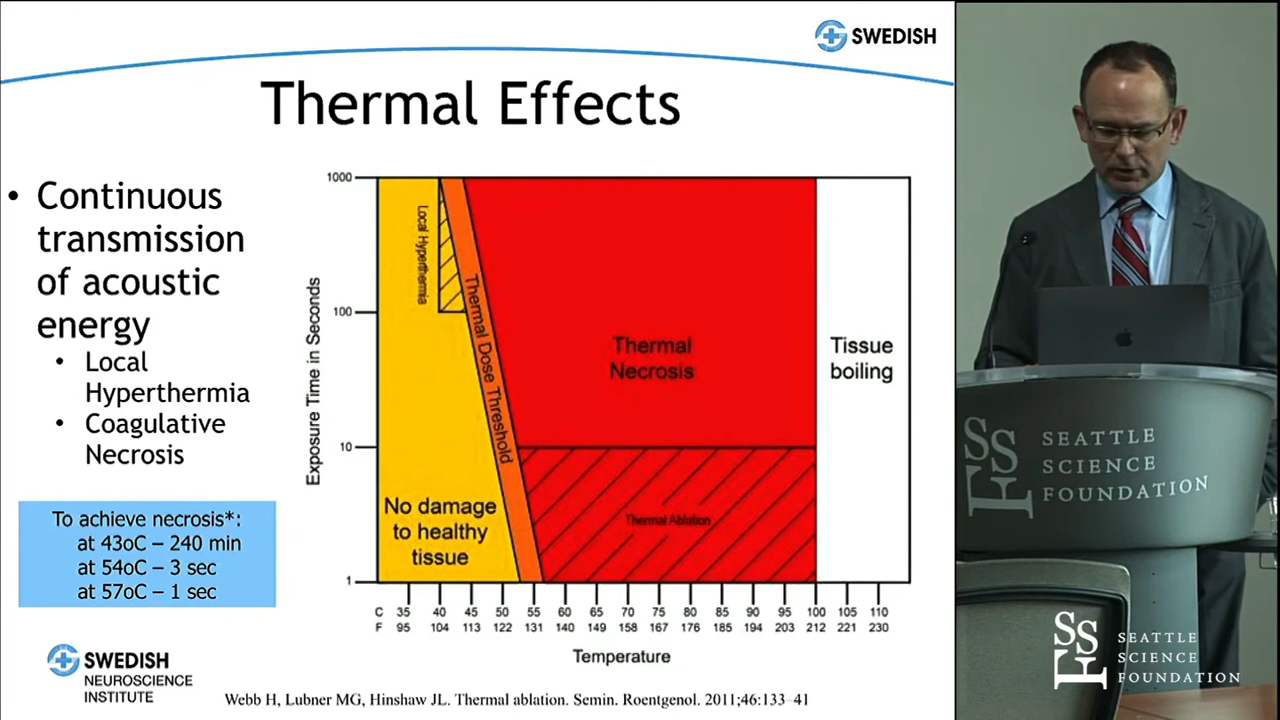 SWEDISH
Thermal Effects
• Continuous
transmission
of acoustic
energy
• Local
Hyperthermia
• Coagulative
Necrosis
To achieve necrosis*:
at 43oC – 240 min
at 54oC – 3 sec
at 57oC – 1 sec
Exposure Time in Seconds
1000
100
10
1
Local Hyperthermia
Thermal Dose Threshold
Thermal
Necrosis
Tissue
boiling
No damage
to healthy
tissue
Thermal Ablation
C 35 40 45 50 55 60 65 70 75 80 85 90 95 100 105 110
F 95 104 113 122 131 140 149 158 167 176 185 194 203 212 221 230
Temperature
SWEDISH
NEUROSCIENCE
INSTITUTE
Webb H, Lubner MG, Hinshaw JL. Thermal ablation. Semin. Roentgenol. 2011;46:133–41
SSF
SEATTLE
SCIENCE
FOUNDATION
SSF
SEATTLE
SCIENCE
FOUNDATION